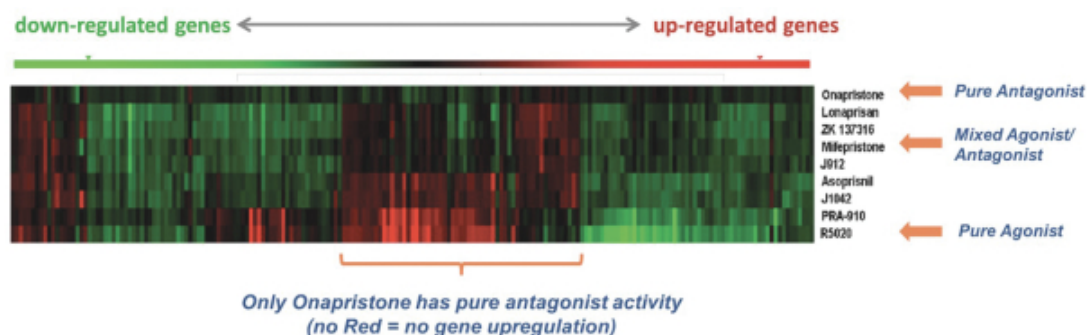 down-regulated genes
up-regulated genes
Onapristone
Pure Antagonist
Lonaprisan
ZK 137316
Mifepristone
Mixed Agonist/
Antagonist
J912
Asoprisnil
J1042
PRA-910
R5020
Pure Agonist
Only Onapristone has pure antagonist activity
(no Red = no gene upregulation)